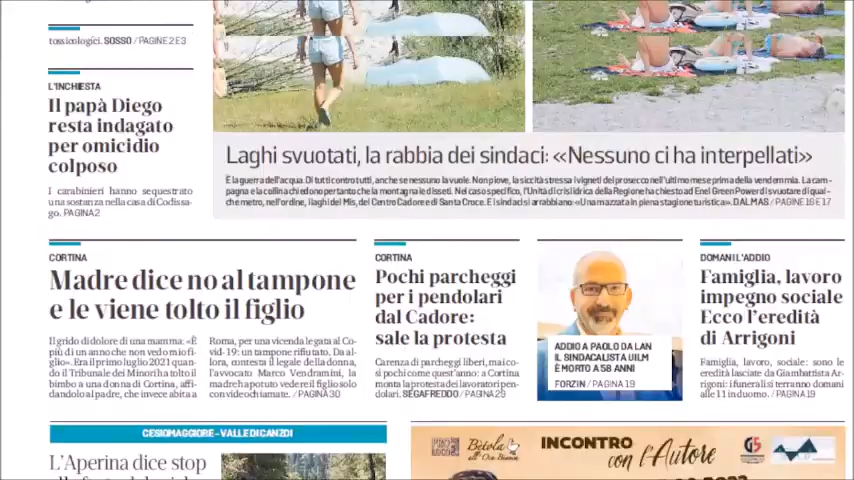 tossicologici. SOSSO / PAGINE 2 E 3
L'INCHIESTA
Il papà Diego
resta indagato
per omicidio
colposo
I carabinieri hanno sequestrato
una sostanza nella casa di Codissa-
go. PAGINA 2
Laghi svuotati, la rabbia dei sindaci: «Nessuno ci ha interpellati»
È la guerra dell'acqua. Di tutti contro tutti, anche se nessuno la vuole. Non piove, la siccità stressa i vigneti del prosecco nell'ultimo mese prima della vendemmia. La cam-
pagna e la collina chiedono pertanto che la montagna le disseti. Nel caso specifico, l'Unità di crisi idrica della Regione ha chiesto ad Enel Green Power di svuotare di qual-
che metro, nell'ordine, i laghi del Mis, del Centro Cadore e di Santa Croce. E i sindaci si arrabbiano: «Una mazzata in piena stagione turistica». DAL MAS / PAGINE 16 E 17
CORTINA
Madre dice no al tampone
e le viene tolto il figlio
Il grido di dolore di una mamma: «È
più di un anno che non vedo mio fi-
glio». Era il primo luglio 2021 quan-
do il Tribunale dei Minori ha tolto il
bimbo a una donna di Cortina, affi-
dandolo al padre, che invece abita a
Roma, per una vicenda legata al Co-
vid-19: un tampone rifiutato. Da al-
lora, contesta il legale della donna,
l'avvocato Marco Vendramini, la
madre ha potuto vedere il figlio solo
con videochiamate. / PAGINA 30
CORTINA
Pochi parcheggi
per i pendolari
dal Cadore:
sale la protesta
Carenza di parcheggi liberi, mai co-
sì pochi come quest'anno: a Cortina
monta la protesta dei lavoratori pen-
dolari. SEGAFREDDO / PAGINA 29
ADDIO A PAOLO DA LAN
IL SINDACALISTA UILM
È MORTO A 58 ANNI
FORZIN / PAGINA 19
DOMANI L'ADDIO
Famiglia, lavoro
impegno sociale
Ecco l'eredità
di Arrigoni
Famiglia, lavoro, sociale: sono le
eredità lasciate da Giambattista Ar-
rigoni: i funerali si terranno domani
alle 11 in duomo. / PAGINA 19
CESIOMAGGIORE - VALLE DI CANZOI
L'Aperina dice stop
Betola
all'Oca Bianca
INCONTRO
con l'Autore